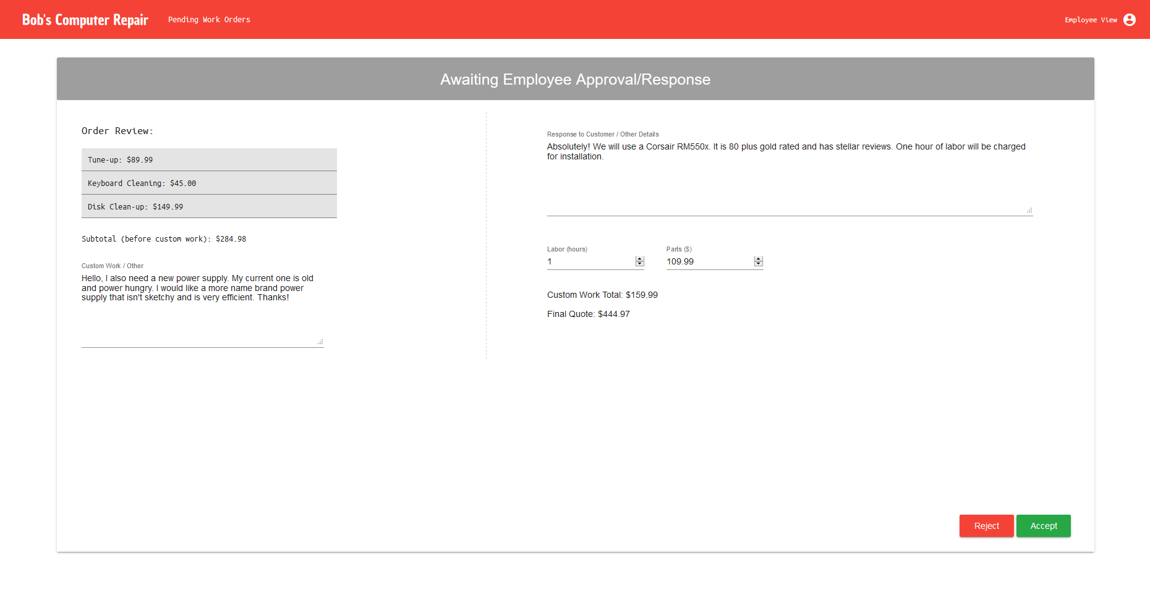 Bob's Computer Repair
Pending Work Orders
Employee View
Awaiting Employee Approval/Response
Order Review:
Tune-up: $89.99
Keyboard Cleaning: $45.00
Disk Clean-up: $149.99
Subtotal (before custom work): $284.98
Custom Work / Other
Hello, I also need a new power supply. My current one is old
and power hungry. I would like a more name brand power
supply that isn't sketchy and is very efficient. Thanks!
Response to Customer / Other Details
Absolutely! We will use a Corsair RM550x. It is 80 plus gold rated and has stellar reviews. One hour of labor will be charged
for installation.
Labor (hours)
1
Parts ($)
109.99
Custom Work Total: $159.99
Final Quote: $444.97
Reject
Accept